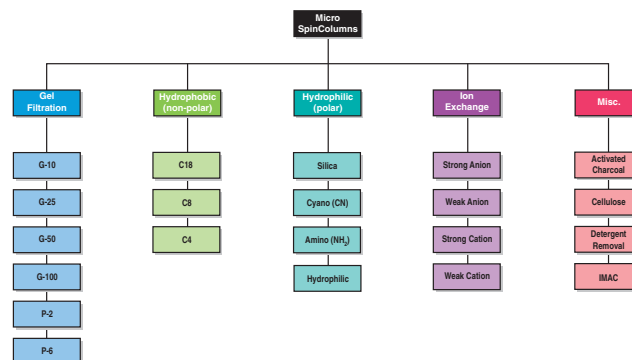 Micro
SpinColumns
Gel
Filtration
Hydrophobic
(non-polar)
Hydrophilic
(polar)
Ion
Exchange
Misc.
G-10
C18
Silica
Strong Anion
Activated
Charcoal
G-25
C8
Cyano (CN)
Weak Anion
Cellulose
G-50
C4
Amino (NH₂)
Strong Cation
Detergent
Removal
G-100
Hydrophilic
Weak Cation
IMAC
P-2
P-6